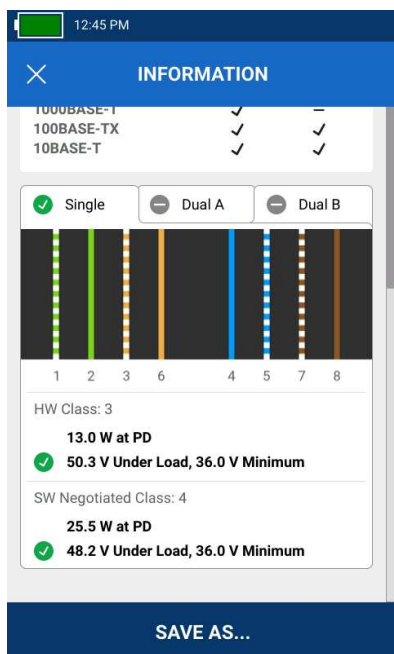 12:45 PM
INFORMATION
1000BASE-T ✓ –
100BASE-TX ✓ ✓
10BASE-T ✓ ✓
Single Dual A Dual B
1 2 3 6 4 5 7 8
HW Class: 3
13.0 W at PD
50.3 V Under Load, 36.0 V Minimum
SW Negotiated Class: 4
25.5 W at PD
48.2 V Under Load, 36.0 V Minimum
SAVE AS...